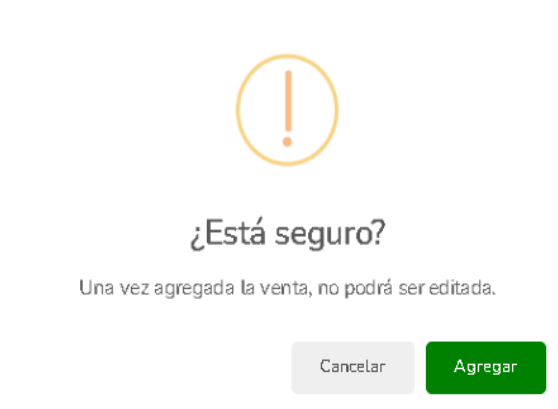 ¿Está seguro?
Una vez agregada la venta, no podrá ser editada.
Cancelar
Agregar